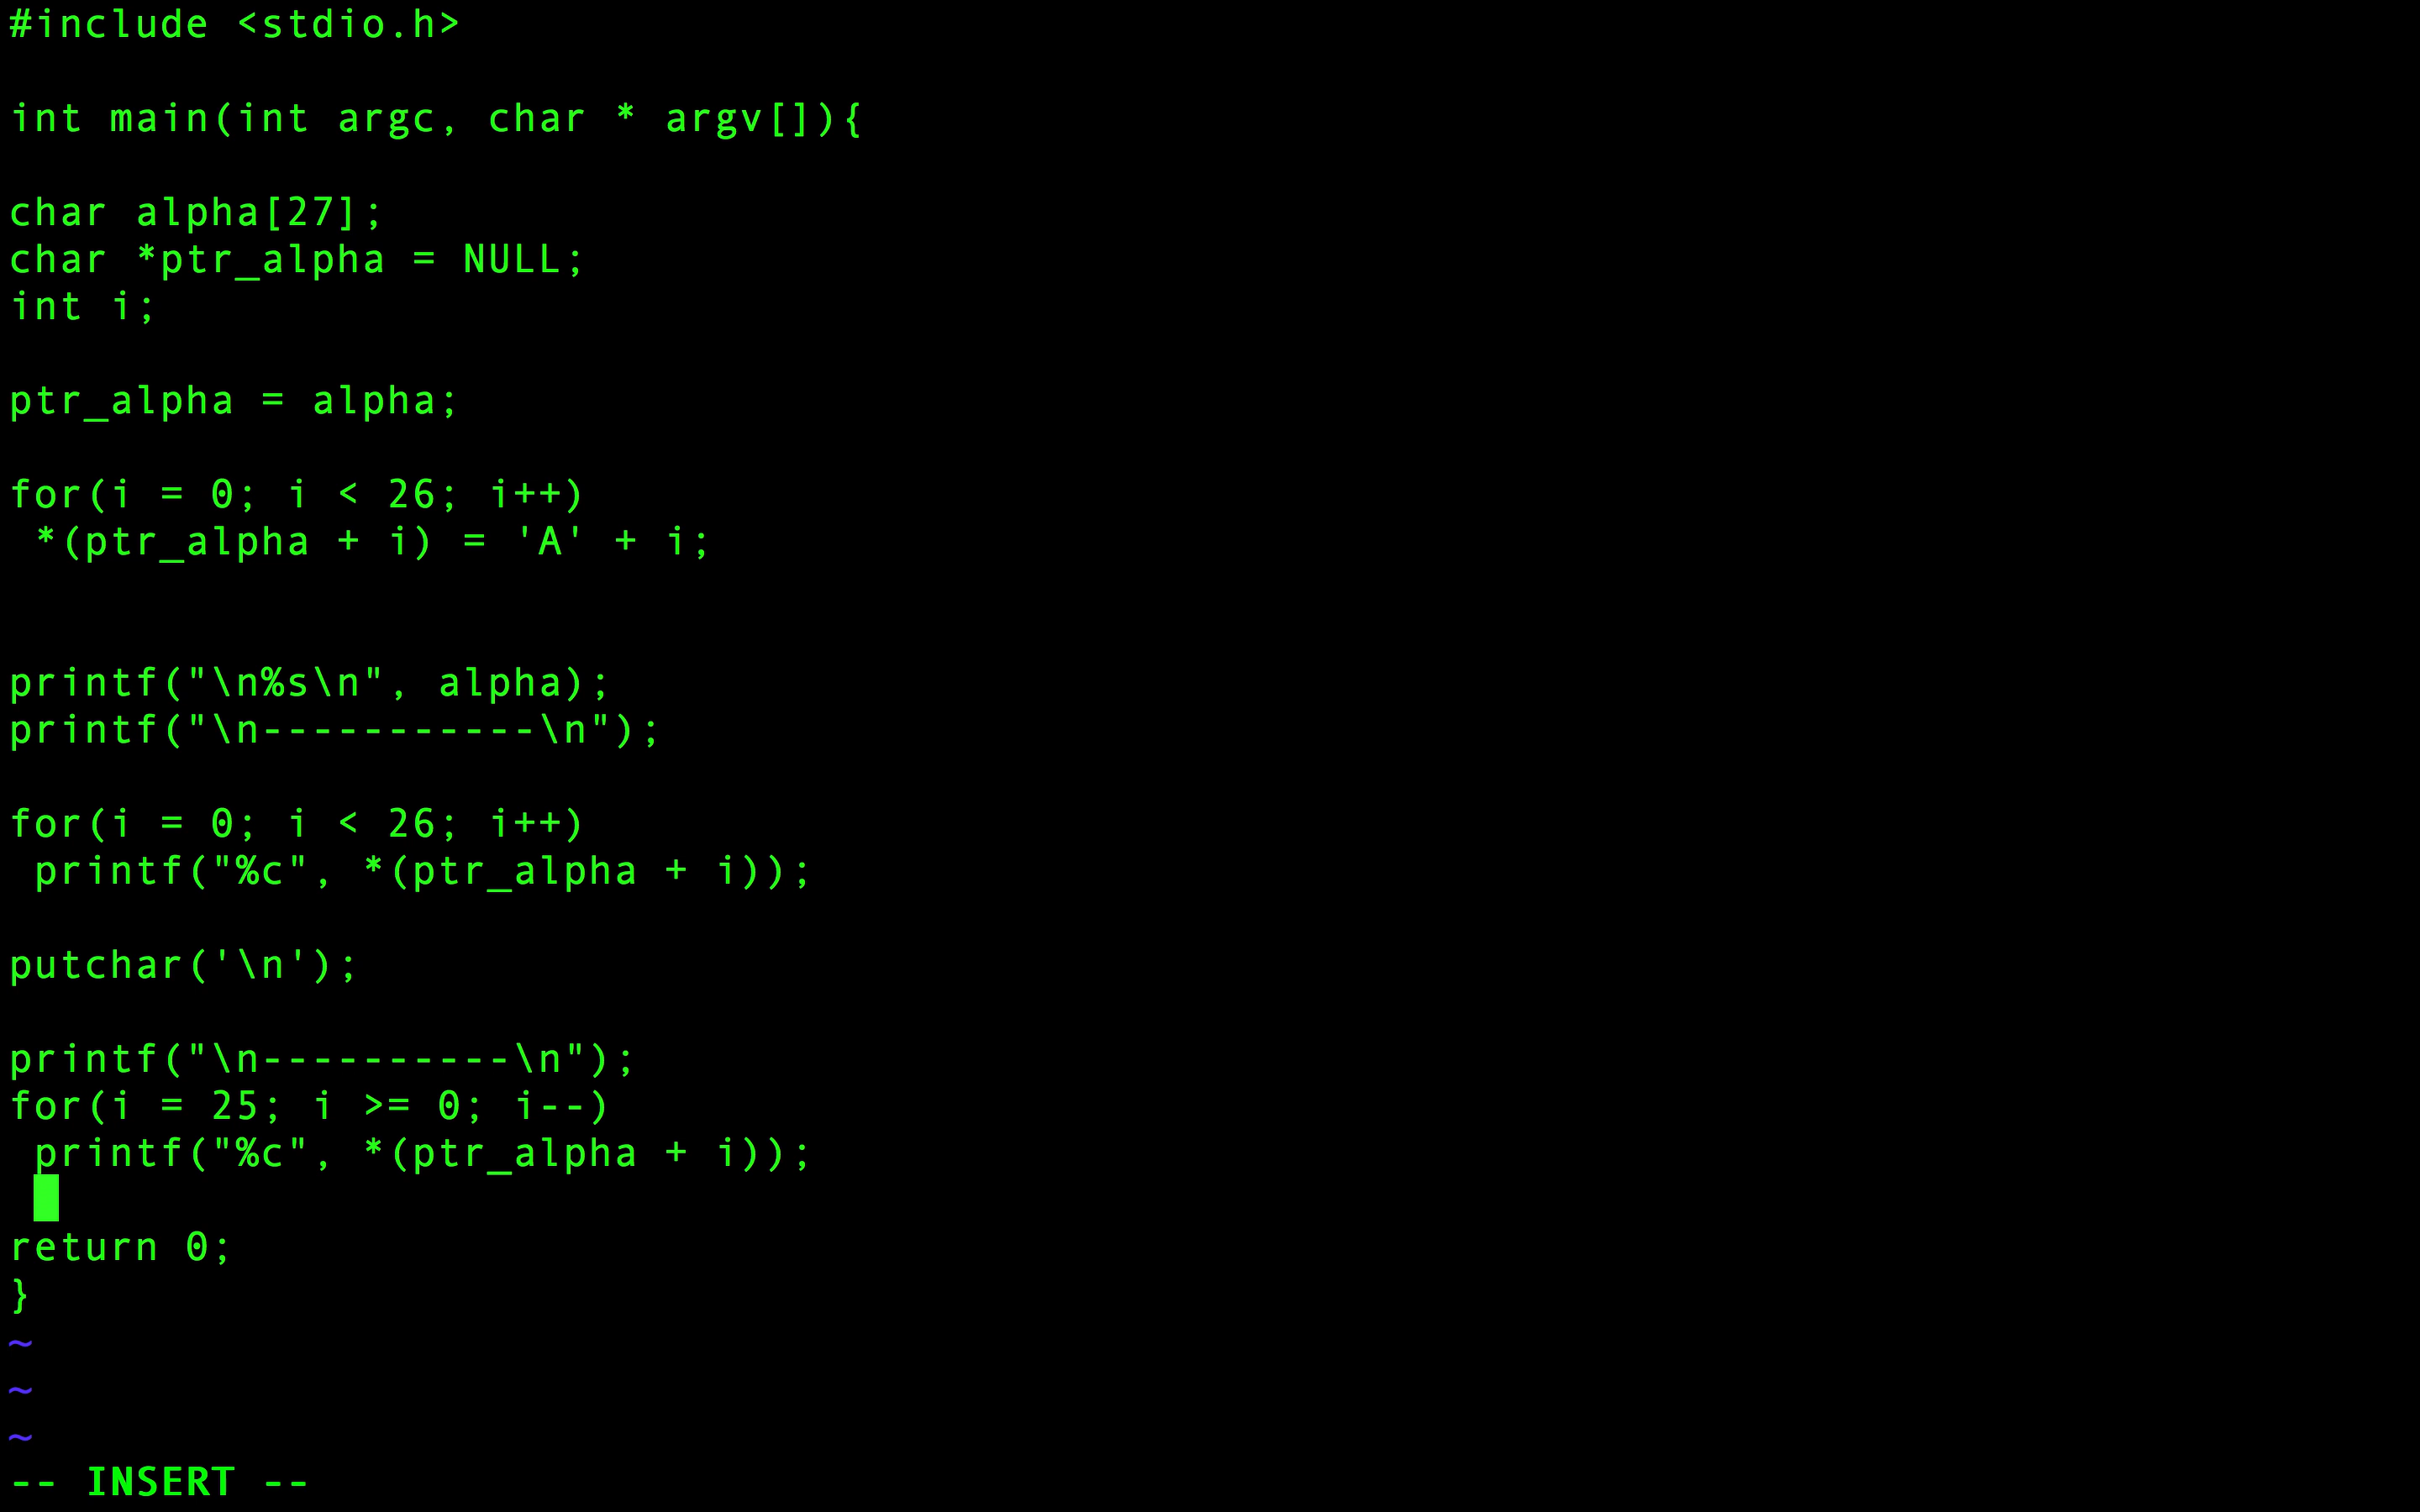 #include <stdio.h>
int main(int argc, char * argv[]){
char alpha[27];
char *ptr_alpha = NULL;
int i;
ptr_alpha = alpha;
for(i = 0; i < 26; i++)
 *(ptr_alpha + i) = 'A' + i;
printf("\n%s\n", alpha);
printf("\n-----------\n");
for(i = 0; i < 26; i++)
 printf("%c", *(ptr_alpha + i));
putchar('\n');
printf("\n----------\n");
for(i = 25; i >= 0; i--)
 printf("%c", *(ptr_alpha + i));
return 0;
}
~
~
~
-- INSERT --